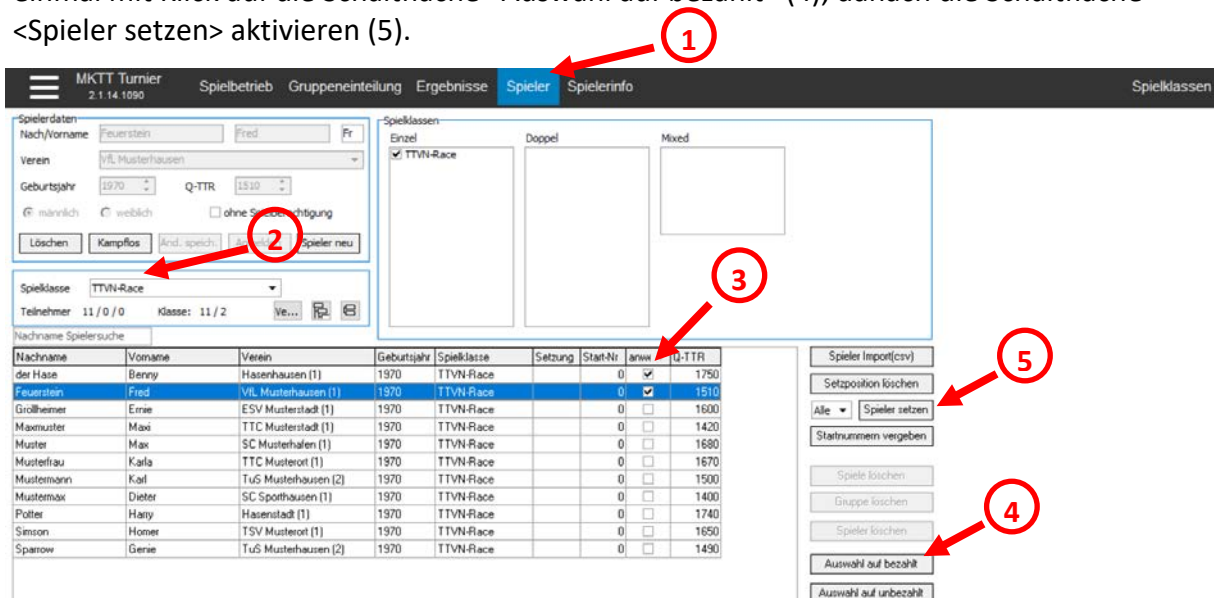 <Spieler setzen> aktivieren (5).
1
MKTT Turnier
2.1.14.1090
Spielbetrieb Gruppeneinteilung Ergebnisse Spieler Spielerinfo Spielklassen
Spielerdaten
Nach/Vorname Feuerstein Fred Fr
Verein VfL Musterhausen
Geburtsjahr 1970 Q-TTR 1510
männlich weiblich ohne Spielberechtigung
Löschen Kampflos Änd. speich. Spieler neu
2
Spielklassen
Einzel Doppel Mixed
TTVN-Race
Spielklasse TTVN-Race
Teilnehmer 11/0/0 Klasse: 11/2 Ve...
3
Nachname Spielersuche
Nachname Vorname Verein Geburtsjahr Spielklasse Setzung Start-Nr anw Q-TTR
der Hase Benny Hasenhausen (1) 1970 TTVN-Race 0 1750
Feuerstein Fred VfL Musterhausen (1) 1970 TTVN-Race 0 1510
Gröllheimer Ernie ESV Musterstadt (1) 1970 TTVN-Race 0 1600
Maxmuster Maxi TTC Musterstadt (1) 1970 TTVN-Race 0 1420
Muster Max SC Musterhafen (1) 1970 TTVN-Race 0 1680
Musterfrau Karla TTC Musterort (1) 1970 TTVN-Race 0 1670
Mustermann Karl TuS Musterhausen (2) 1970 TTVN-Race 0 1500
Mustermax Dieter SC Sporthausen (1) 1970 TTVN-Race 0 1400
Potter Harry Hasenstadt (1) 1970 TTVN-Race 0 1740
Simson Homer TSV Musterort (1) 1970 TTVN-Race 0 1650
Sparrow Genie TuS Musterhausen (2) 1970 TTVN-Race 0 1490
Spieler Import(csv)
5
Setzposition löschen
Alle Spieler setzen
Startnummern vergeben
Spiele löschen
Gruppe löschen
4
Spieler löschen
Auswahl auf bezahlt
Auswahl auf unbezahlt